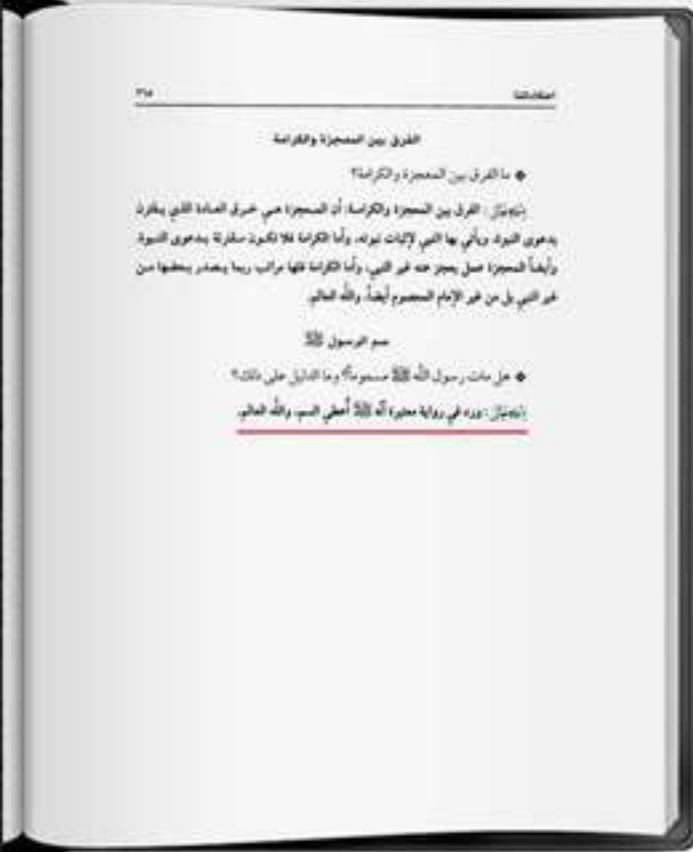 اعتقاداتنا ٣١٥
الفرق بين المعجزة والكرامة
◆ ما الفرق بين المعجزة والكرامة؟
: الفرق بين المعجزة والكرامة: أن المعجزة هي خرق العادة الذي يقترن
بدعوى النبوة، ويأتي بها النبي لإثبات نبوته، وأما الكرامة فلا تكون مقترنة بدعوى النبوة.
وأيضاً المعجزة عمل يعجز عنه غير النبي، وأما الكرامة فلها مراتب ربما يصدر بعضها من
غير النبي بل من غير الإمام المعصوم أيضاً، والله العالم.
سم الرسول ﷺ
◆ هل مات رسول الله ﷺ مسموماً؟ وما الدليل على ذلك؟
: ورد في رواية معتبرة أنه ﷺ أعطي السم، والله العالم.